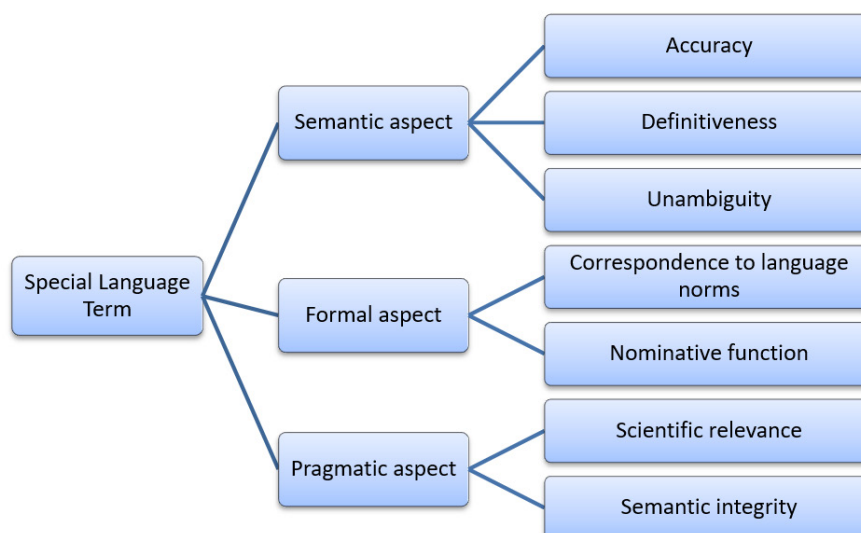 Accuracy
Semantic aspect
Definitiveness
Unambiguity
Special Language
Term
Correspondence to language
norms
Formal aspect
Nominative function
Scientific relevance
Pragmatic aspect
Semantic integrity